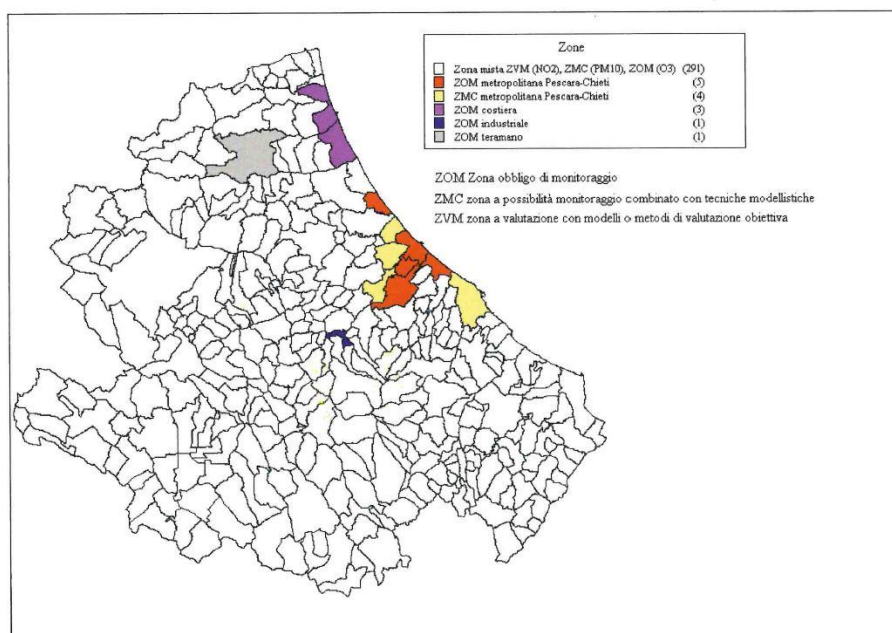 Zone
Zona mista ZVM (NO2), ZMC (PM10), ZOM (O3) (291)
ZOM metropolitana Pescara-Chieti (5)
ZMC metropolitana Pescara-Chieti (4)
ZOM costiera (3)
ZOM industriale (1)
ZOM teramano (1)
ZOM Zona obbligo di monitoraggio
ZMC zona a possibilità monitoraggio combinato con tecniche modellistiche
ZVM zona a valutazione con modelli o metodi di valutazione obiettiva